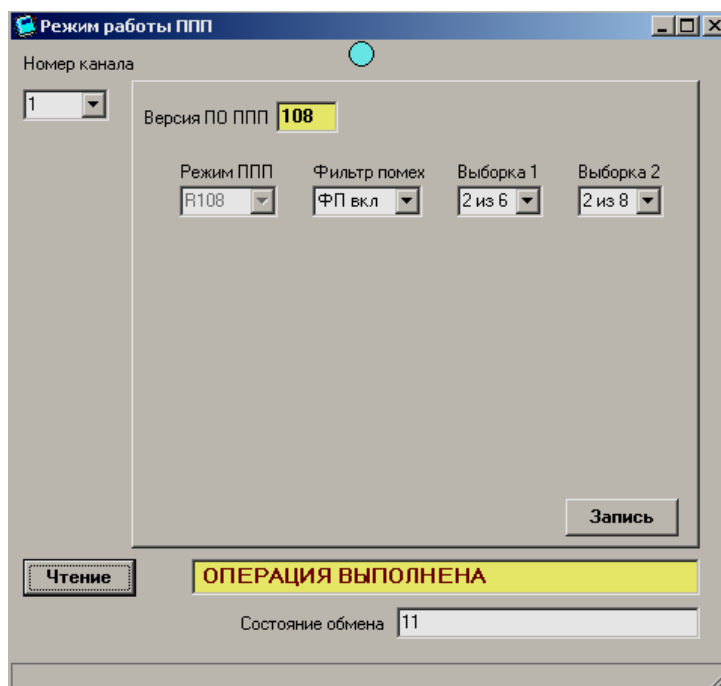 Режим работы ППП
Номер канала
1
Версия ПО ППП 108
Режим ППП Фильтр помех Выборка 1 Выборка 2
R108 ФП вкл 2 из 6 2 из 8
Запись
Чтение ОПЕРАЦИЯ ВЫПОЛНЕНА
Состояние обмена 11